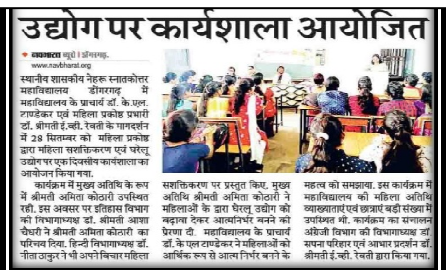 उद्योग पर कार्यशाला आयोजित
नवभारत ब्यूरो | डोंगरगढ़.
www.navbharat.org
स्थानीय शासकीय नेहरू स्नातकोत्तर
महाविद्यालय डोंगरगढ़ में
महाविद्यालय के प्राचार्य डॉ. के.एल.
टाण्डेकर एवं महिला प्रकोष्ठ प्रभारी
डॉ. श्रीमती ई.व्ही. रेवती के मार्गदर्शन
में 28 सितम्बर को महिला प्रकोष्ठ
द्वारा महिला सशक्तिकरण एवं घरेलू
उद्योग पर एक दिवसीय कार्यशाला का
आयोजन किया गया.
कार्यक्रम में मुख्य अतिथि के रूप
में श्रीमती अमिता कोठारी उपस्थित
रही. इस अवसर पर इतिहास विभाग
की विभागाध्यक्ष डॉ. श्रीमती आशा
चौधरी ने श्रीमती अमिता कोठारी का
परिचय दिया. हिन्दी विभागाध्यक्ष डॉ.
नीता ठाकुर ने भी अपने विचार महिला
सशक्तिकरण पर प्रस्तुत किए. मुख्य
अतिथि श्रीमती अमिता कोठारी ने
महिलाओं के द्वारा घरेलू उद्योग को
बढ़ावा देकर आत्मनिर्भर बनने की
प्रेरणा दी. महाविद्यालय के प्राचार्य
डॉ. के एल टाण्डेकर ने महिलाओं को
आर्थिक रूप से आत्म निर्भर बनने के
महत्व को समझाया. इस कार्यक्रम में
महाविद्यालय की महिला अतिथि
व्याख्याताएं एवं छात्राएं बड़ी संख्या में
उपस्थित थी. कार्यक्रम का संचालन
अंग्रेजी विभाग की विभागाध्यक्ष डॉ.
सपना परिहार एवं आभार प्रदर्शन डॉ.
श्रीमती ई.व्ही. रेवती द्वारा किया गया.